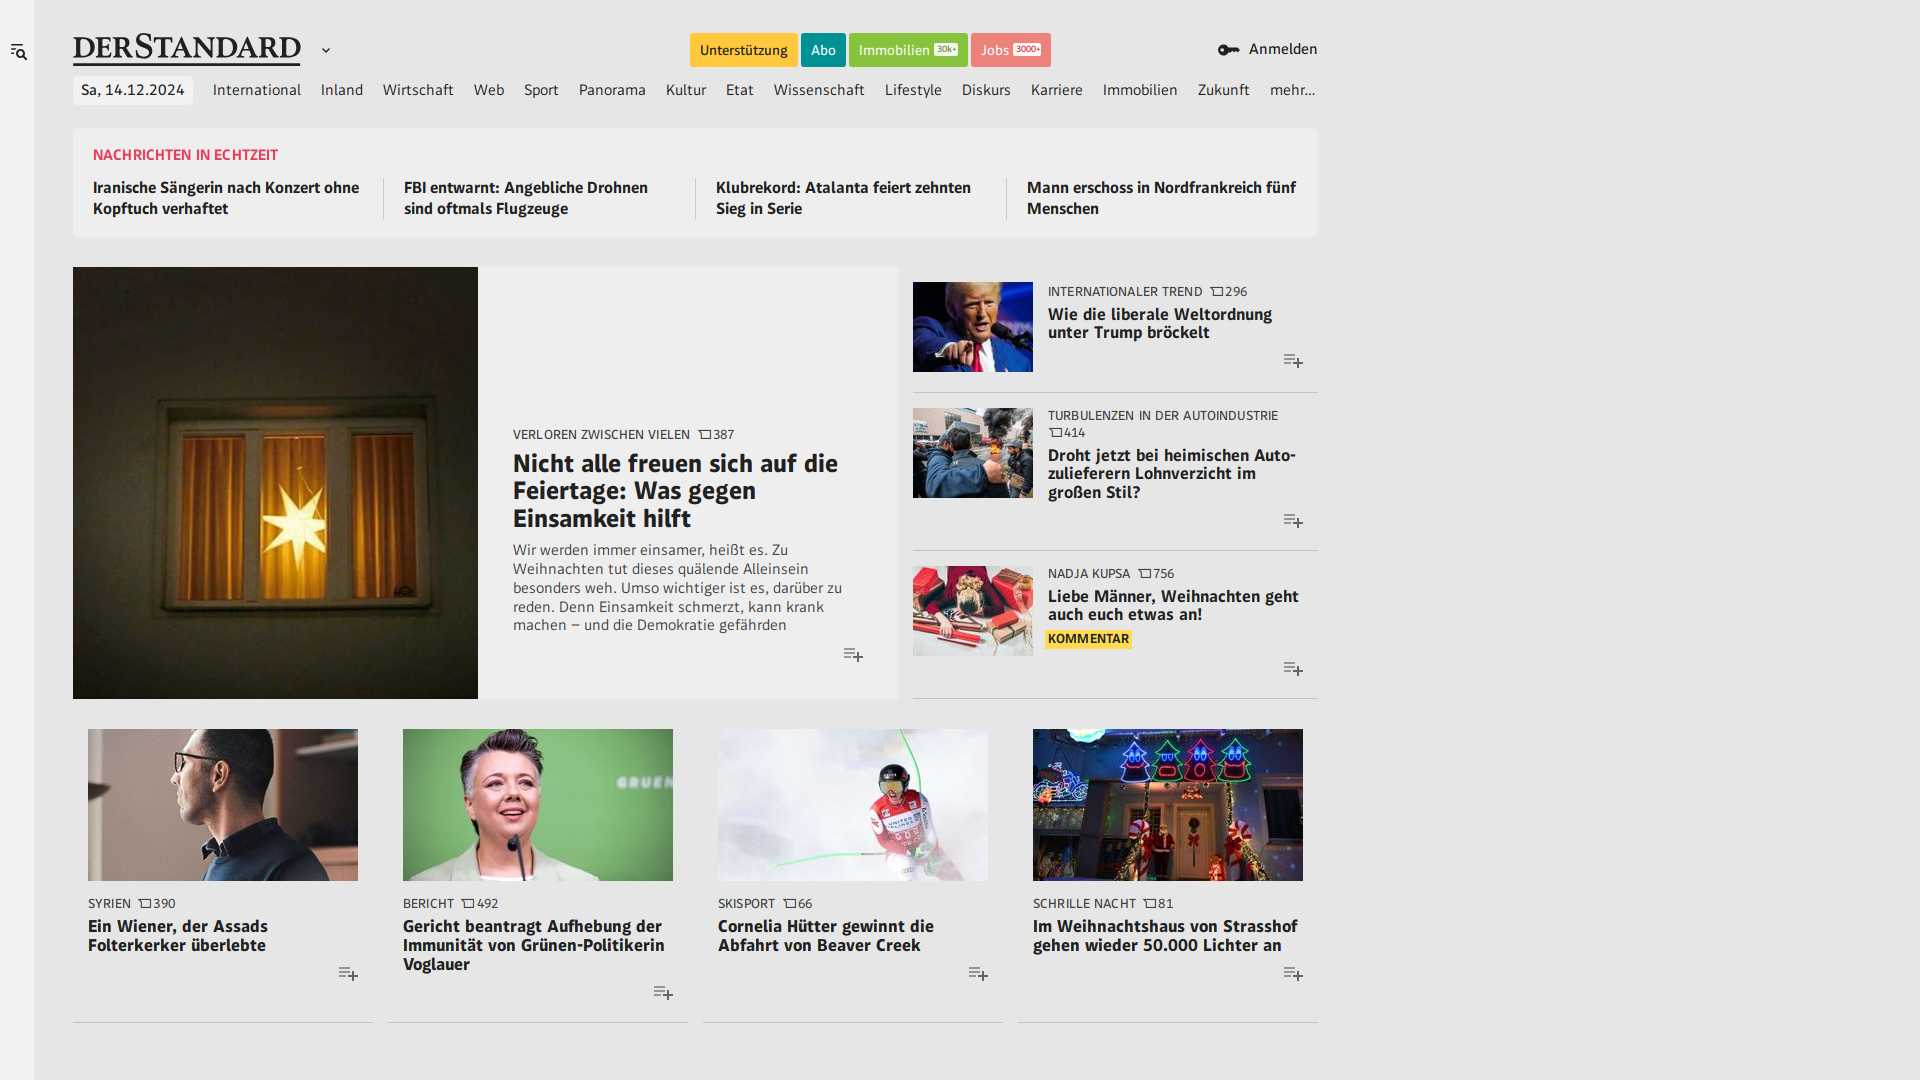 DERSTANDARD
Unterstützung
Abo
Immobilien 30k+
Jobs 3000+
Anmelden
Sa, 14.12.2024
International
Inland
Wirtschaft
Web
Sport
Panorama
Kultur
Etat
Wissenschaft
Lifestyle
Diskurs
Karriere
Immobilien
Zukunft
mehr…
NACHRICHTEN IN ECHTZEIT
Iranische Sängerin nach Konzert ohne
Kopftuch verhaftet
FBI entwarnt: Angebliche Drohnen
sind oftmals Flugzeuge
Klubrekord: Atalanta feiert zehnten
Sieg in Serie
Mann erschoss in Nordfrankreich fünf
Menschen
VERLOREN ZWISCHEN VIELEN 387
Nicht alle freuen sich auf die
Feiertage: Was gegen
Einsamkeit hilft
Wir werden immer einsamer, heißt es. Zu
Weihnachten tut dieses quälende Alleinsein
besonders weh. Umso wichtiger ist es, darüber zu
reden. Denn Einsamkeit schmerzt, kann krank
machen – und die Demokratie gefährden
INTERNATIONALER TREND 296
Wie die liberale Weltordnung
unter Trump bröckelt
TURBULENZEN IN DER AUTOINDUSTRIE
414
Droht jetzt bei heimischen Auto-
zulieferern Lohnverzicht im
großen Stil?
NADJA KUPSA 756
Liebe Männer, Weihnachten geht
auch euch etwas an!
KOMMENTAR
SYRIEN 390
Ein Wiener, der Assads
Folterkerker überlebte
GRUEN
BERICHT 492
Gericht beantragt Aufhebung der
Immunität von Grünen-Politikerin
Voglauer
SKISPORT 66
Cornelia Hütter gewinnt die
Abfahrt von Beaver Creek
SCHRILLE NACHT 81
Im Weihnachtshaus von Strasshof
gehen wieder 50.000 Lichter an